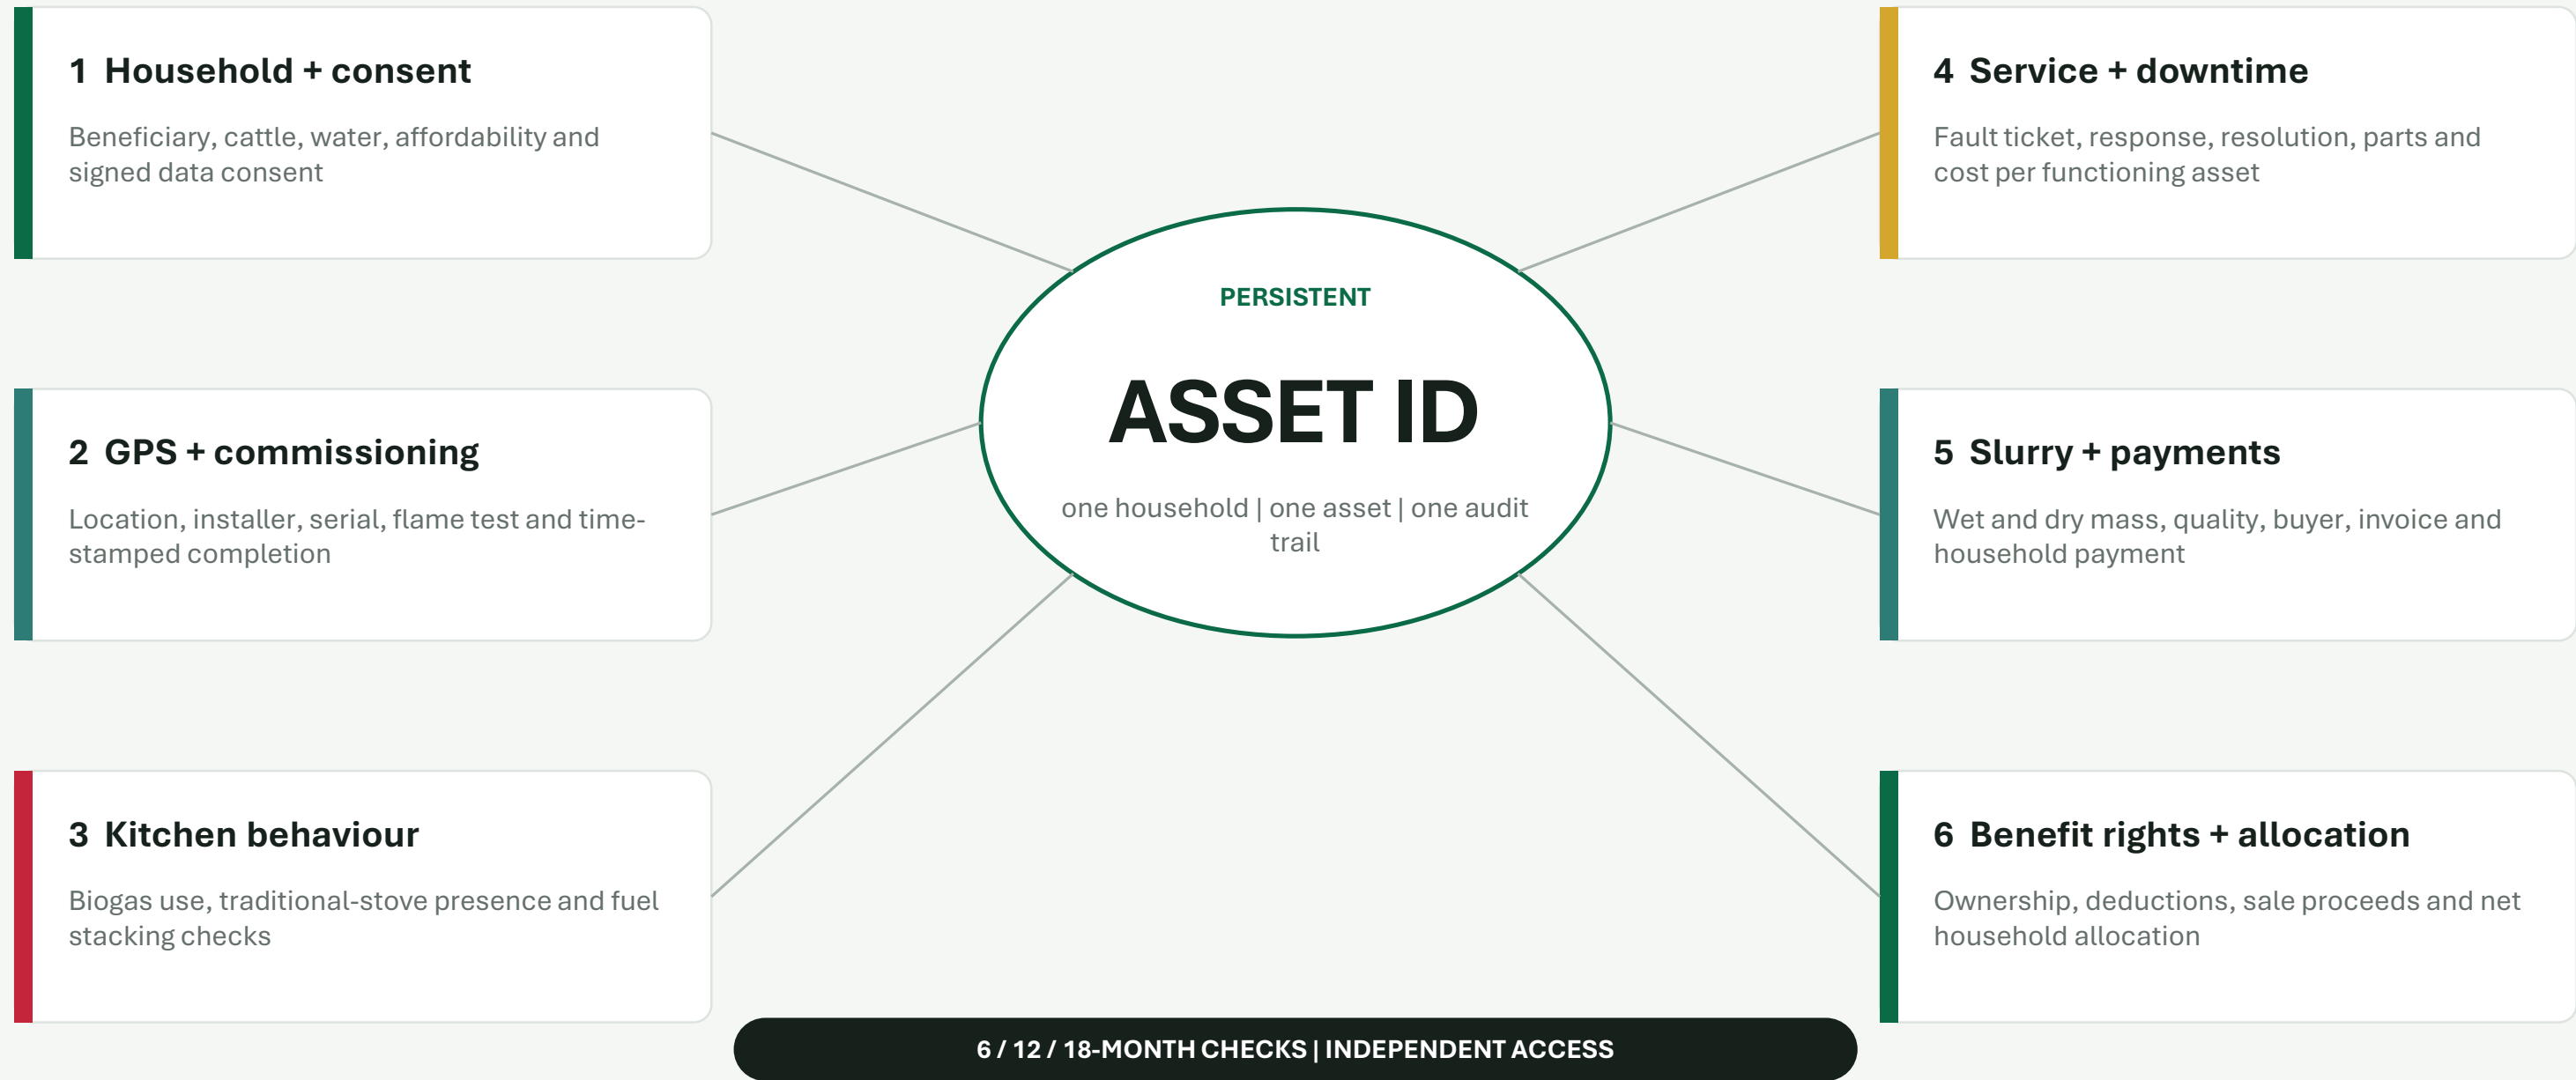 1 Household + consent
Beneficiary, cattle, water, affordability and
signed data consent
2 GPS + commissioning
Location, installer, serial, flame test and time-
stamped completion
3 Kitchen behaviour
Biogas use, traditional-stove presence and fuel
stacking checks
PERSISTENT
ASSET ID
one household | one asset | one audit
trail
4 Service + downtime
Fault ticket, response, resolution, parts and
cost per functioning asset
5 Slurry + payments
Wet and dry mass, quality, buyer, invoice and
household payment
6 Benefit rights + allocation
Ownership, deductions, sale proceeds and net
household allocation
6 / 12 / 18-MONTH CHECKS | INDEPENDENT ACCESS